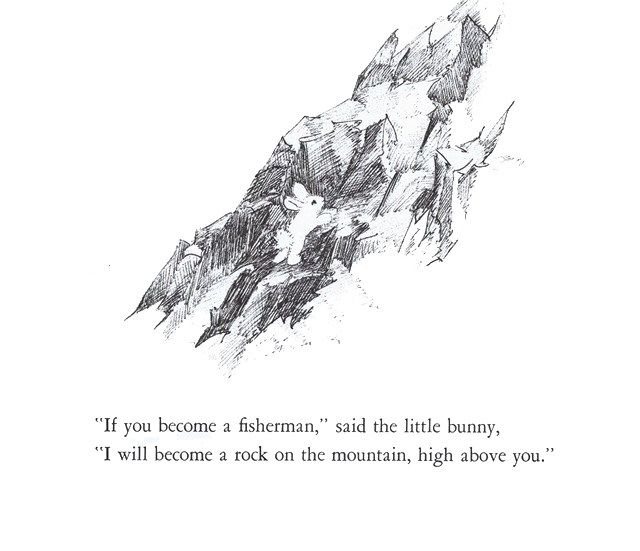 "If you become a fisherman," said the little bunny,
"I will become a rock on the mountain, high above you."